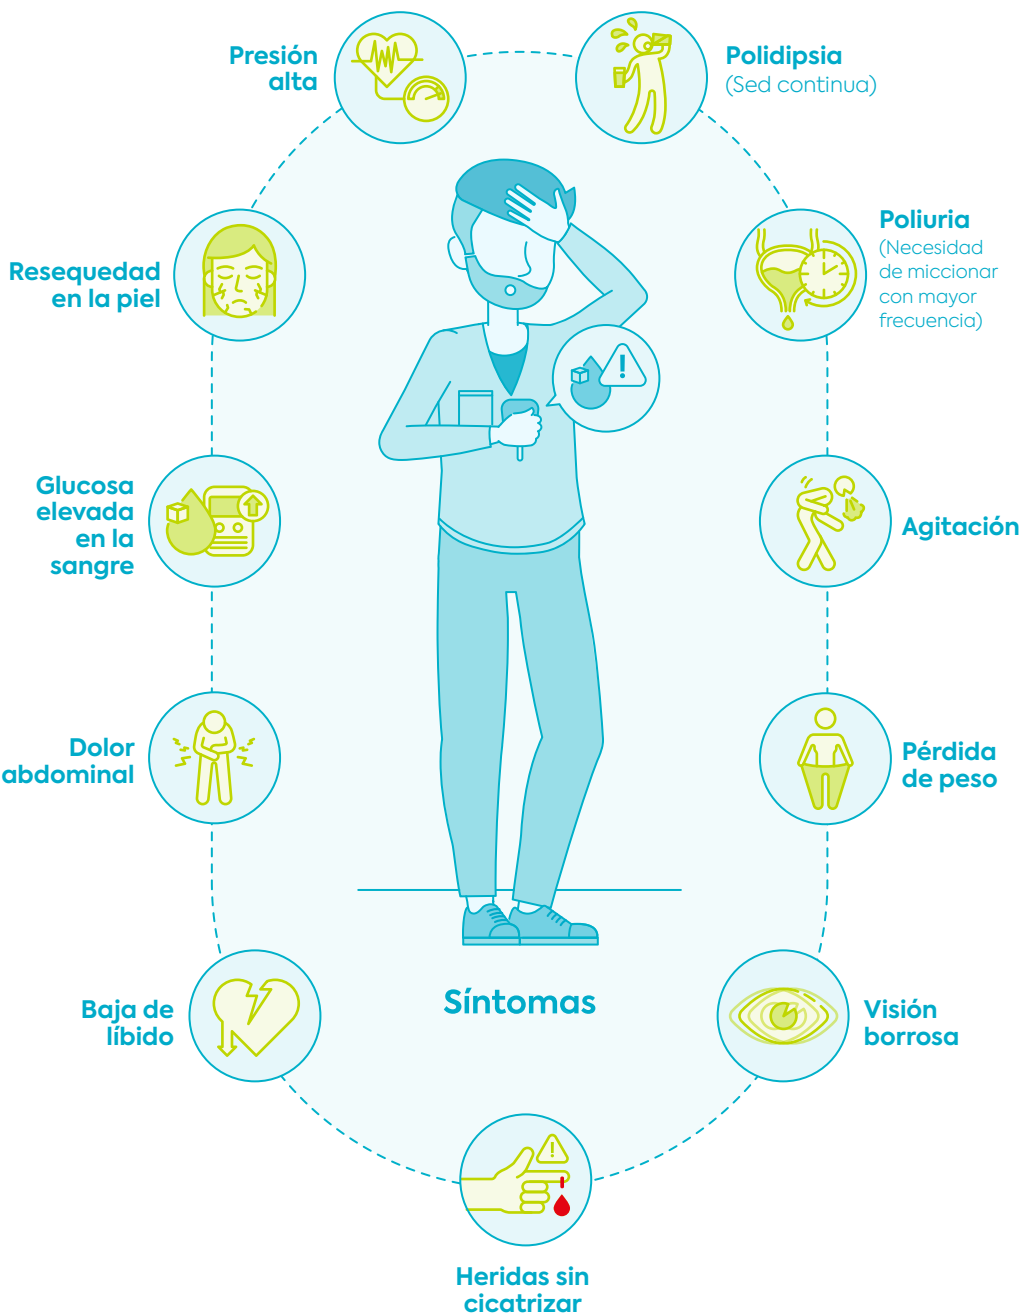 Presión
alta
Polidipsia
(Sed continua)
Resequedad
en la piel
Poliuria
(Necesidad
de miccionar
con mayor
frecuencia)
Glucosa
elevada
en la
sangre
Agitación
Dolor
abdominal
Pérdida
de peso
Baja de
líbido
Síntomas
Visión
borrosa
Heridas sin
cicatrizar